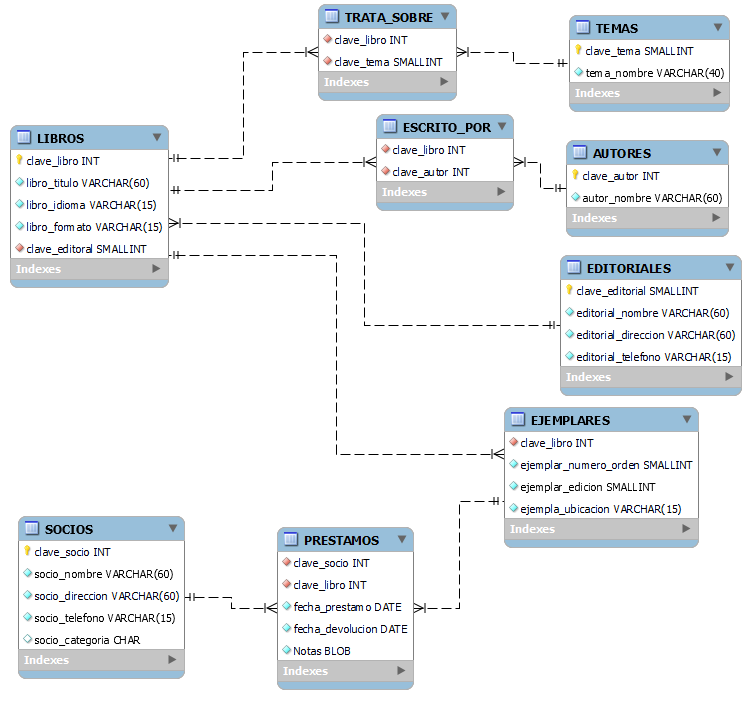 TRATA_SOBRE
clave_libro INT
clave_tema SMALLINT
Indexes
TEMAS
clave_tema SMALLINT
tema_nombre VARCHAR(40)
Indexes
LIBROS
clave_libro INT
libro_titulo VARCHAR(60)
libro_idioma VARCHAR(15)
libro_formato VARCHAR(15)
clave_editoral SMALLINT
Indexes
ESCRITO_POR
clave_libro INT
clave_autor INT
Indexes
AUTORES
clave_autor INT
autor_nombre VARCHAR(60)
Indexes
EDITORIALES
clave_editorial SMALLINT
editorial_nombre VARCHAR(60)
editorial_direccion VARCHAR(60)
editorial_telefono VARCHAR(15)
Indexes
EJEMPLARES
clave_libro INT
ejemplar_numero_orden SMALLINT
ejemplar_edicion SMALLINT
ejempla_ubicacion VARCHAR(15)
Indexes
SOCIOS
clave_socio INT
socio_nombre VARCHAR(60)
socio_direccion VARCHAR(60)
socio_telefono VARCHAR(15)
socio_categoria CHAR
Indexes
PRESTAMOS
clave_socio INT
clave_libro INT
fecha_prestamo DATE
fecha_devolucion DATE
Notas BLOB
Indexes